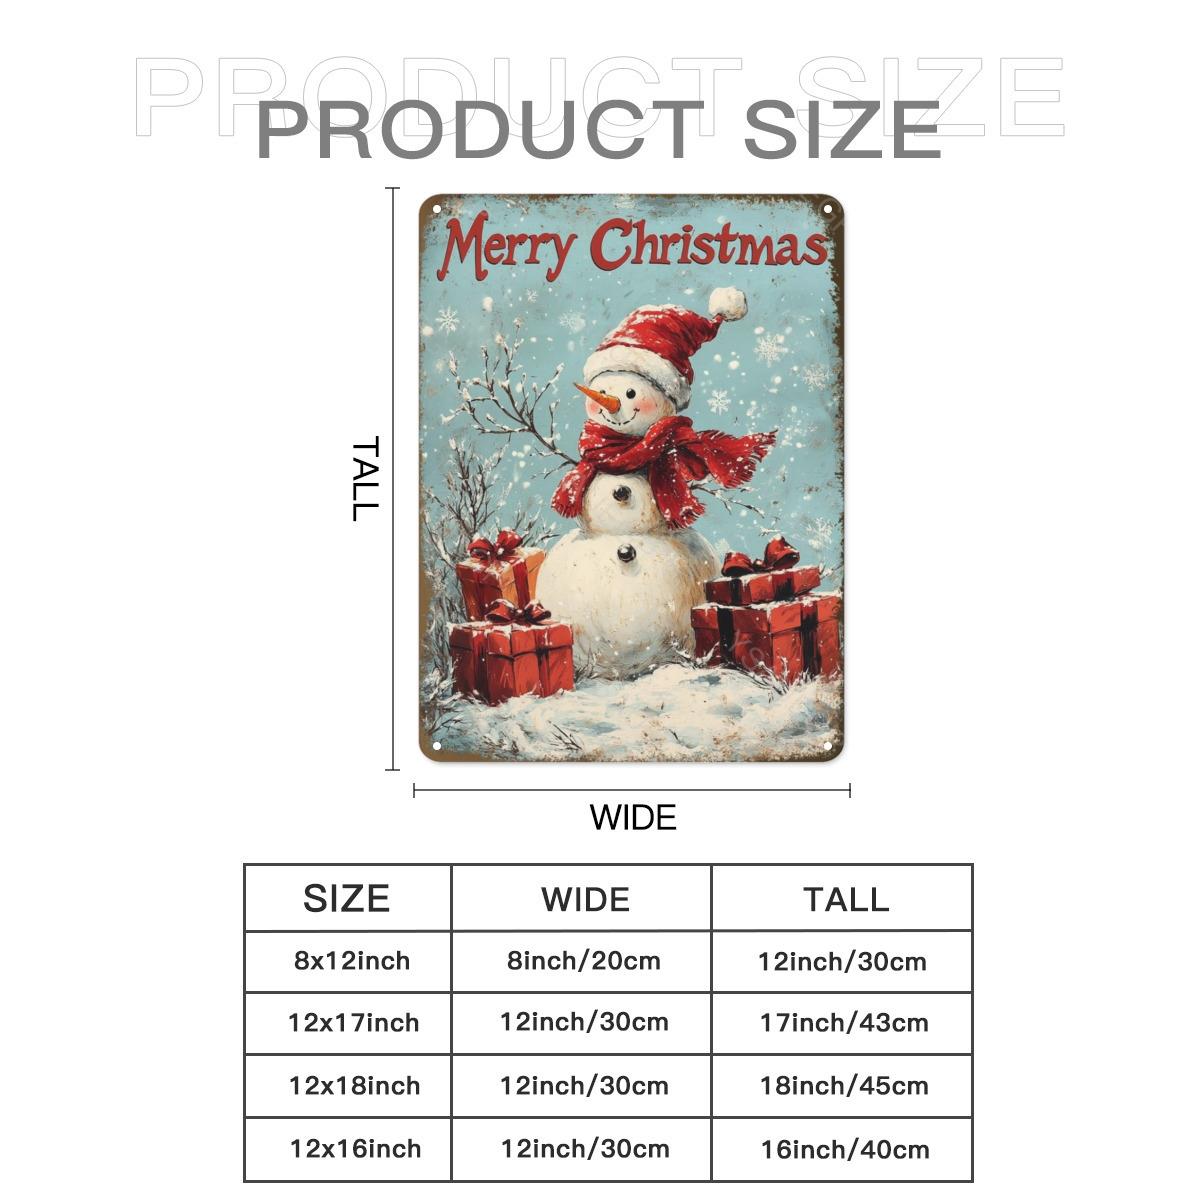 PRODUCT SIZE
PRODUCT SIZE
Merry Christmas
TALL
WIDE
SIZE WIDE TALL
8x12inch 8inch/20cm 12inch/30cm
12x17inch 12inch/30cm 17inch/43cm
12x18inch 12inch/30cm 18inch/45cm
12x16inch 12inch/30cm 16inch/40cm